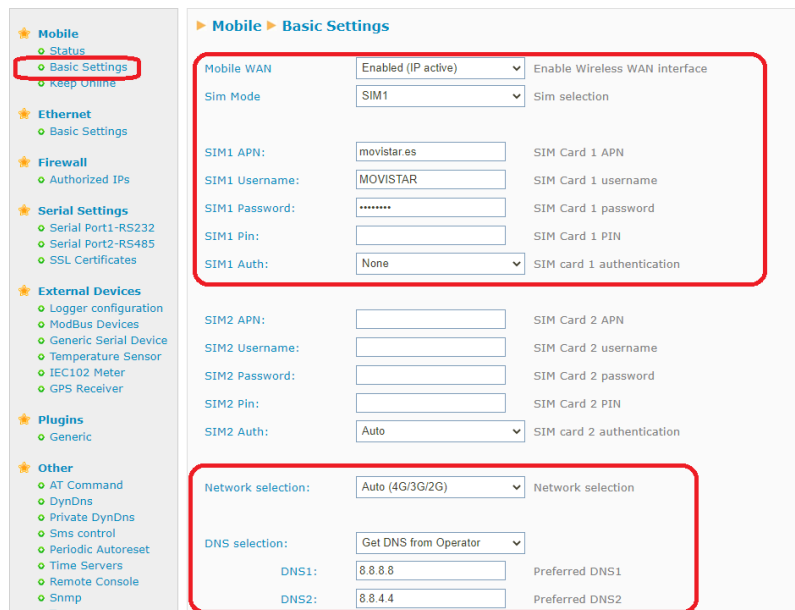 Mobile
Status
Basic Settings
Keep Online
Ethernet
Basic Settings
Firewall
Authorized IPs
Serial Settings
Serial Port1-RS232
Serial Port2-RS485
SSL Certificates
External Devices
Logger configuration
ModBus Devices
Generic Serial Device
Temperature Sensor
IEC102 Meter
GPS Receiver
Plugins
Generic
Other
AT Command
DynDns
Private DynDns
Sms control
Periodic Autoreset
Time Servers
Remote Console
Snmp
Mobile Basic Settings
Mobile WAN Enabled (IP active) Enable Wireless WAN interface
Sim Mode SIM1 Sim selection
SIM1 APN: movistar.es SIM Card 1 APN
SIM1 Username: MOVISTAR SIM Card 1 username
SIM1 Password: •••••••• SIM Card 1 password
SIM1 Pin: SIM Card 1 PIN
SIM1 Auth: None SIM card 1 authentication
SIM2 APN: SIM Card 2 APN
SIM2 Username: SIM Card 2 username
SIM2 Password: SIM Card 2 password
SIM2 Pin: SIM Card 2 PIN
SIM2 Auth: Auto SIM card 2 authentication
Network selection: Auto (4G/3G/2G) Network selection
DNS selection: Get DNS from Operator
DNS1: 8.8.8.8 Preferred DNS1
DNS2: 8.8.4.4 Preferred DNS2